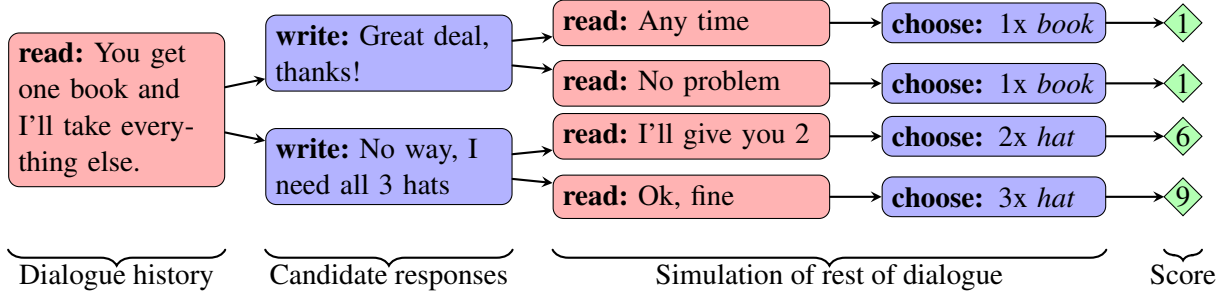 read: You get
one book and
I'll take every-
thing else.
write: Great deal,
thanks!
write: No way, I
need all 3 hats
read: Any time
choose: 1x book
1
read: No problem
choose: 1x book
1
read: I'll give you 2
choose: 2x hat
6
read: Ok, fine
choose: 3x hat
9
Dialogue history
Candidate responses
Simulation of rest of dialogue
Score